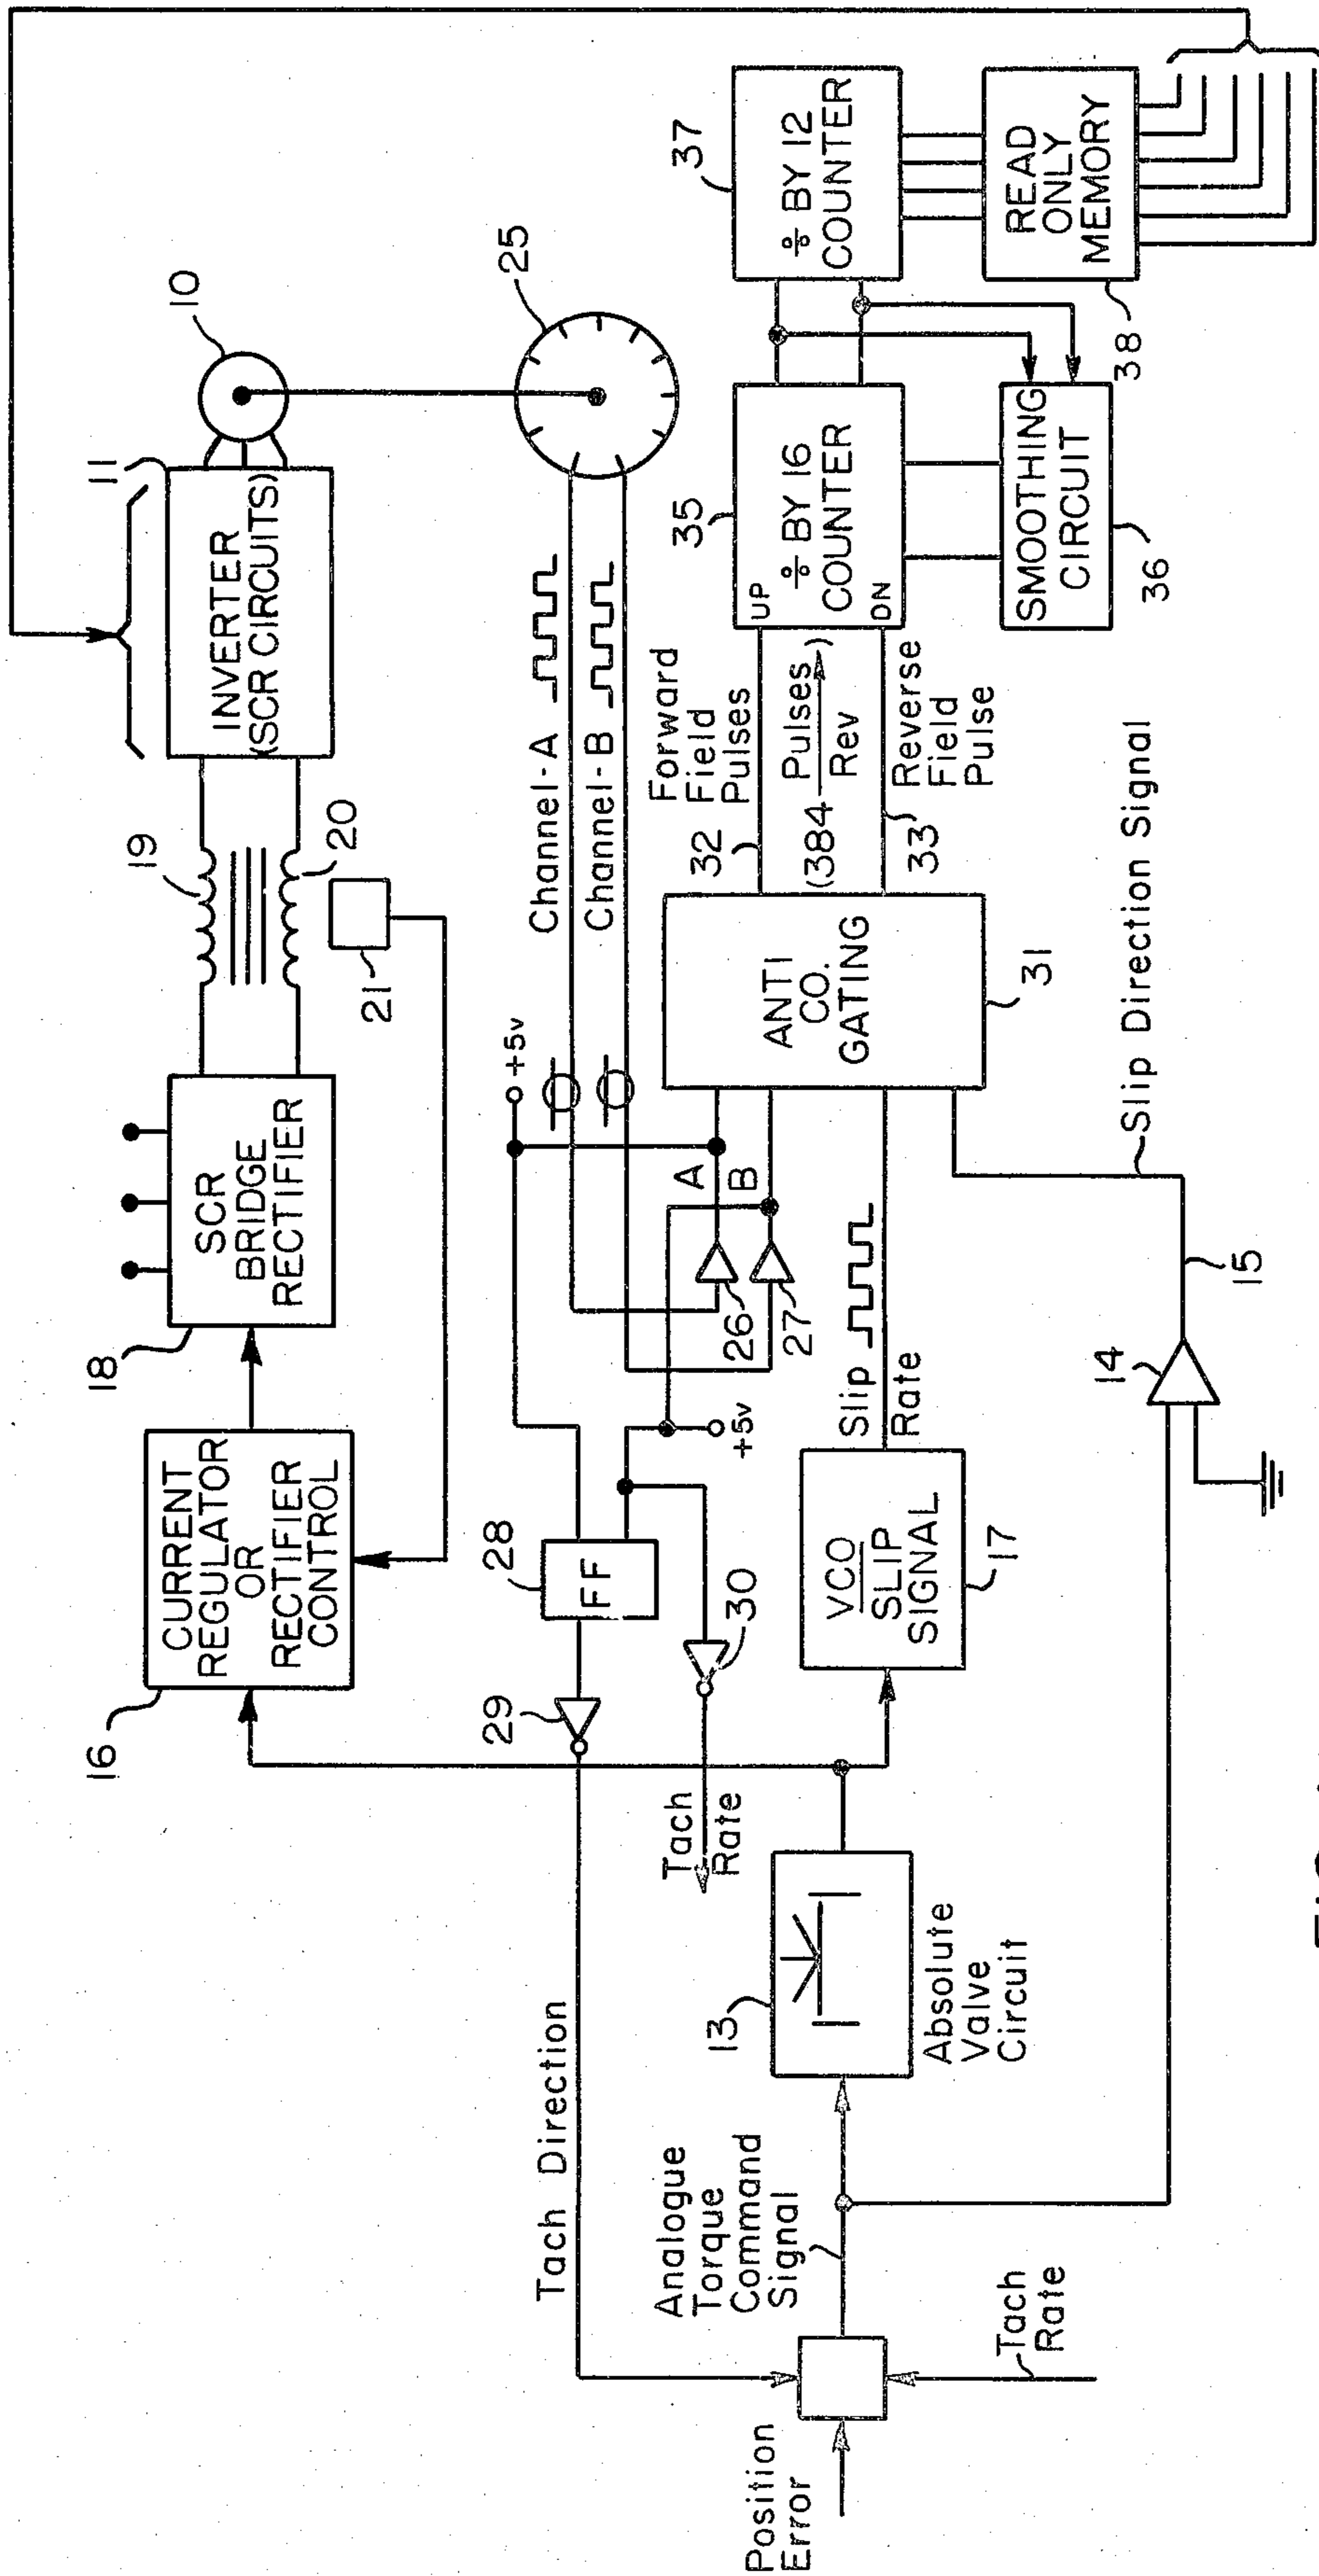 10
11
INVERTER
(SCR CIRCUITS)
19
20
21
18
SCR
BRIDGE
RECTIFIER
16
CURRENT
REGULATOR
OR
RECTIFIER
CONTROL
25
Channel-A
Channel-B
+5v
A
B
26
27
+5v
28
FF
29
30
Tach Direction
Tach
Rate
37
÷ BY 12
COUNTER
READ
ONLY
MEMORY
38
35
UP
÷ BY 16
COUNTER
DN
SMOOTHING
CIRCUIT
36
Forward
Field
Pulses
32
(384 Pulses
Rev )
33
Reverse
Field
Pulse
ANTI
CO.
GATING
31
Slip Direction Signal
Slip
Rate
VCO
SLIP
SIGNAL
17
14
15
13
Absolute
Valve
Circuit
Analogue
Torque
Command
Signal
Tach
Rate
Position
Error